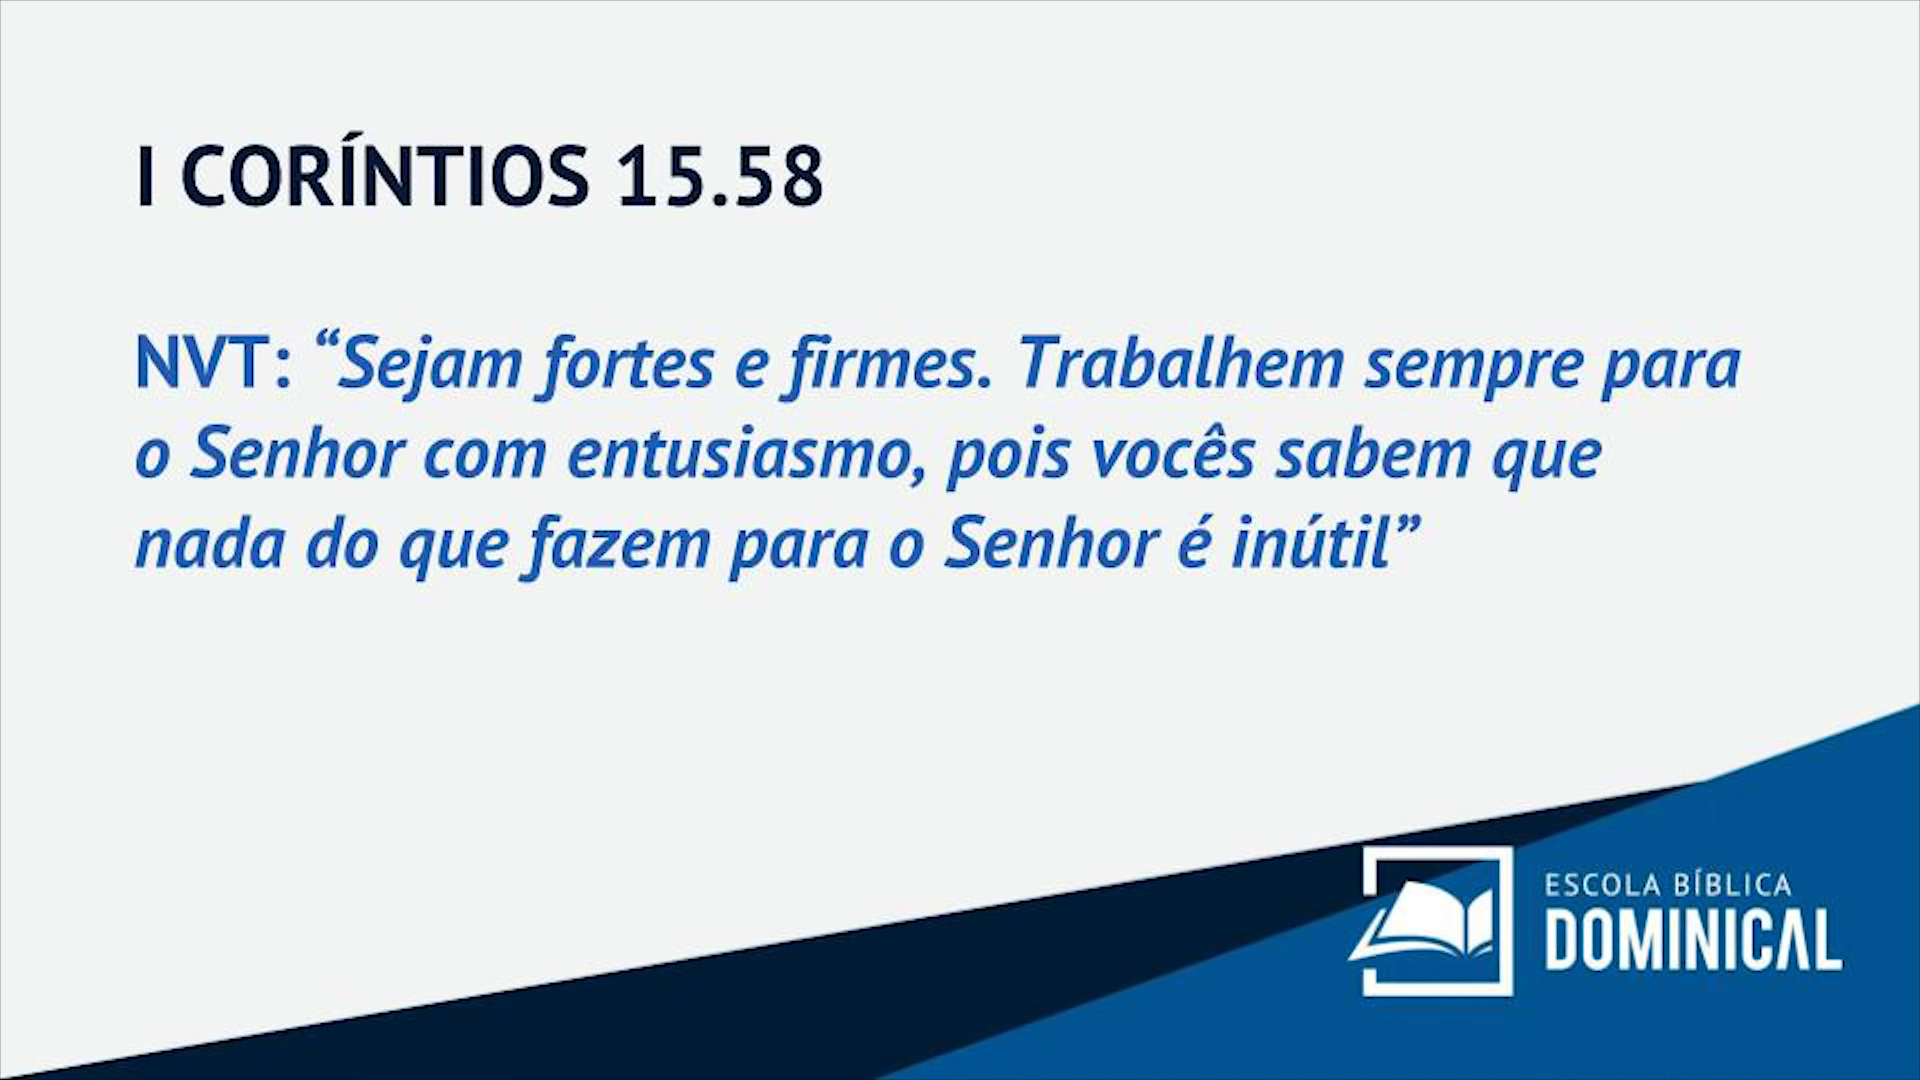 I CORÍNTIOS 15.58
NVT: “Sejam fortes e firmes. Trabalhem sempre para
o Senhor com entusiasmo, pois vocês sabem que
nada do que fazem para o Senhor é inútil”
ESCOLA BÍBLICA
DOMINICAL